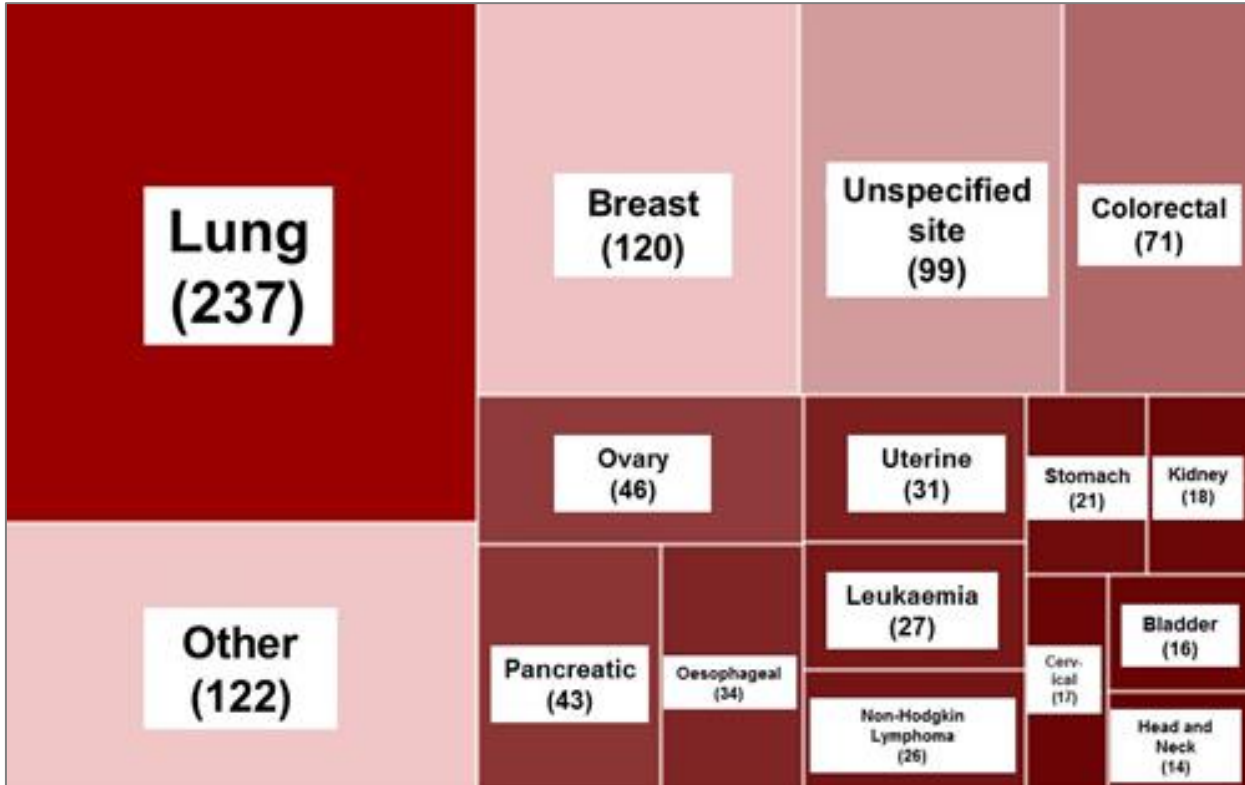 Lung
(237)
Breast
(120)
Unspecified
site
(99)
Colorectal
(71)
Other
(122)
Ovary
(46)
Uterine
(31)
Stomach
(21)
Kidney
(18)
Pancreatic
(43)
Oesophageal
(34)
Leukaemia
(27)
Non-Hodgkin
Lymphoma
(26)
Cerv-
ical
(17)
Bladder
(16)
Head and
Neck
(14)